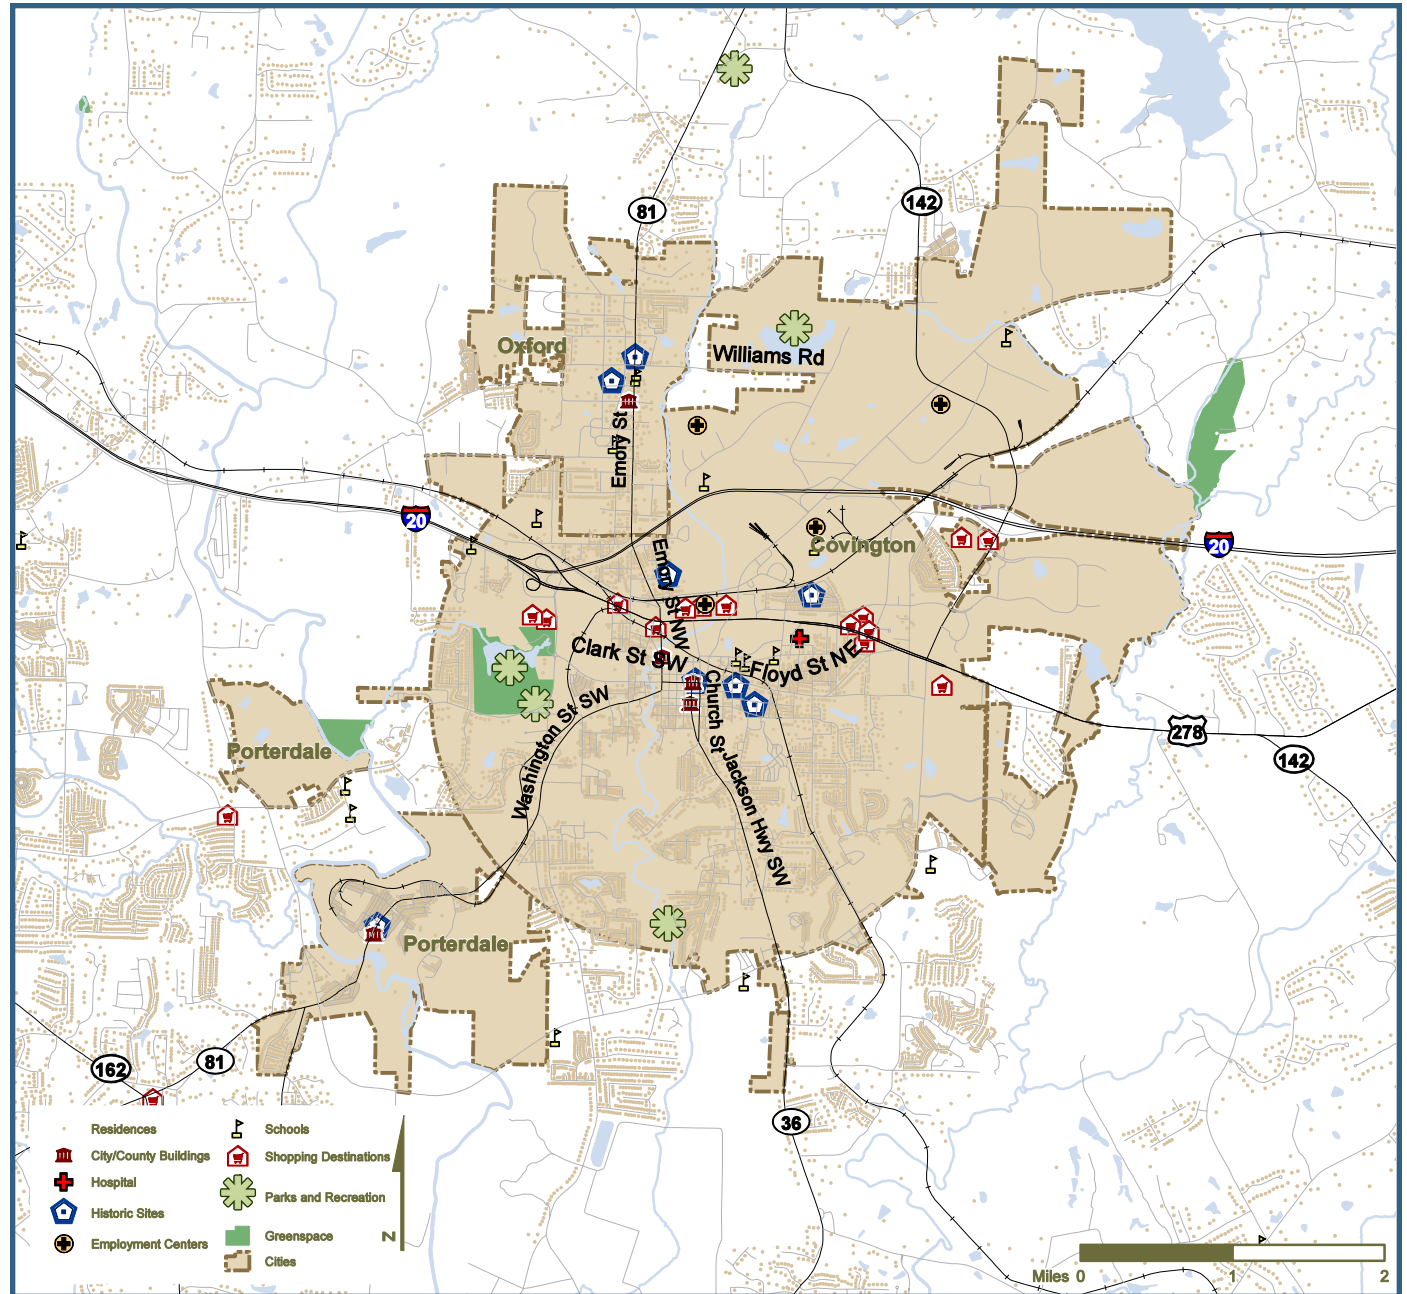 81
142
Oxford
Williams Rd
Emory St
20
Covington
20
Emory St NW
Clark St SW
Floyd St NE
Church St
Washington St SW
Porterdale
278
142
Jackson Hwy SW
Porterdale
162
81
36
Residences
City/County Buildings
Hospital
Historic Sites
Employment Centers
Schools
Shopping Destinations
Parks and Recreation
Greenspace
Cities
N
Miles 0 1 2